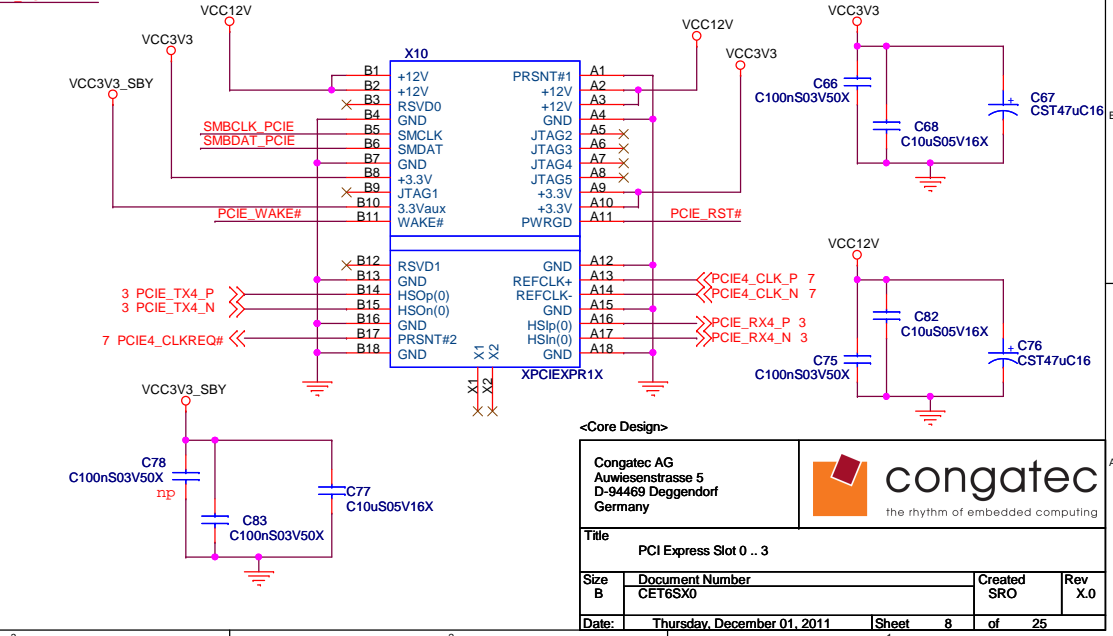 VCC12V
VCC3V3
VCC3V3_SBY
X10
VCC12V
VCC3V3
B1 +12V PRSNT#1 A1
B2 +12V +12V A2
B3 RSVD0 +12V A3
B4 GND GND A4
SMBCLK_PCIE B5 SMCLK JTAG2 A5
SMBDAT_PCIE B6 SMDAT JTAG3 A6
B7 GND JTAG4 A7
B8 +3.3V JTAG5 A8
B9 JTAG1 +3.3V A9
B10 3.3Vaux +3.3V A10
PCIE_WAKE# B11 WAKE# PWRGD A11 PCIE_RST#
B12 RSVD1 GND A12
B13 GND REFCLK+ A13 PCIE4_CLK_P 7
3 PCIE_TX4_P B14 HSOp(0) REFCLK- A14 PCIE4_CLK_N 7
3 PCIE_TX4_N B15 HSOn(0) GND A15
B16 GND HSIp(0) A16 PCIE_RX4_P 3
7 PCIE4_CLKREQ# B17 PRSNT#2 HSIn(0) A17 PCIE_RX4_N 3
B18 GND GND A18
X1 X2
X1 X2
XPCIEXPR1X
VCC3V3
C66
C100nS03V50X
C67
CST47uC16
C68
C10uS05V16X
VCC12V
C82
C10uS05V16X
C75
C100nS03V50X
C76
CST47uC16
VCC3V3_SBY
C78
C100nS03V50X
np
C77
C10uS05V16X
C83
C100nS03V50X
<Core Design>
Congatec AG
Auwiesenstrasse 5
D-94469 Deggendorf
Germany
congatec
the rhythm of embedded computing
Title
PCI Express Slot 0 .. 3
Size Document Number Created Rev
B CET6SX0 SRO X.0
Date: Thursday, December 01, 2011 Sheet 8 of 25